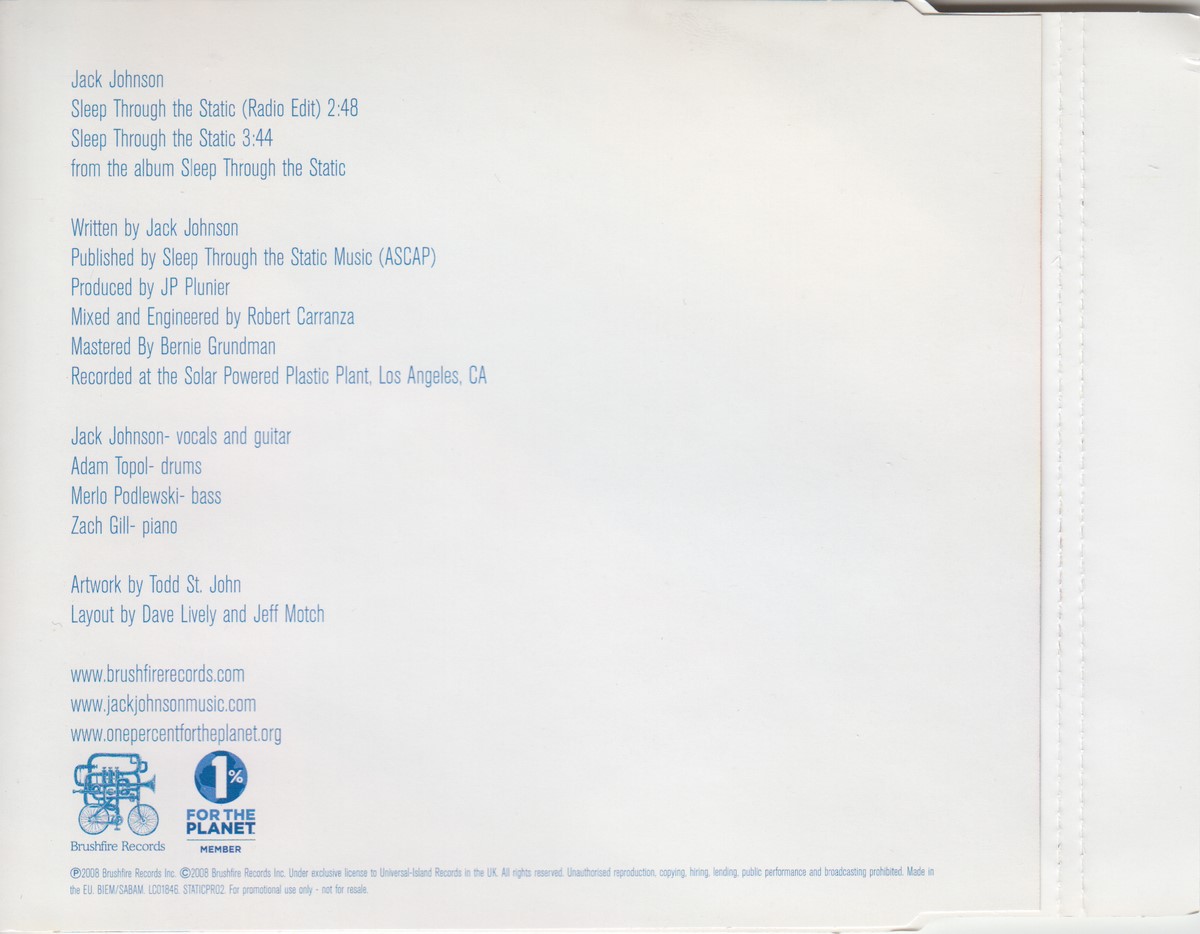 Jack Johnson
Sleep Through the Static (Radio Edit) 2:48
Sleep Through the Static 3:44
from the album Sleep Through the Static
Written by Jack Johnson
Published by Sleep Through the Static Music (ASCAP)
Produced by JP Plunier
Mixed and Engineered by Robert Carranza
Mastered By Bernie Grundman
Recorded at the Solar Powered Plastic Plant, Los Angeles, CA
Jack Johnson- vocals and guitar
Adam Topol- drums
Merlo Podlewski- bass
Zach Gill- piano
Artwork by Todd St. John
Layout by Dave Lively and Jeff Motch
www.brushfirerecords.com
www.jackjohnsonmusic.com
www.onepercentfortheplanet.org
Brushfire Records
1%
FOR THE
PLANET
MEMBER
℗2008 Brushfire Records Inc. ©2008 Brushfire Records Inc. Under exclusive license to Universal-Island Records in the UK. All rights reserved. Unauthorised reproduction, copying, hiring, lending, public performance and broadcasting prohibited. Made in
the EU. BIEM/SABAM. LC01846. STATICPRO2. For promotional use only - not for resale.